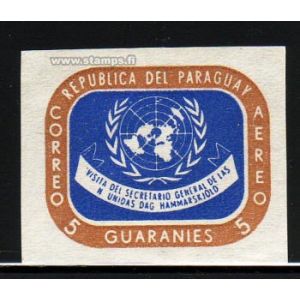 www.stamps.fi
REPUBLICA DEL PARAGUAY
CORREO
AEREO
"VISITA DEL SECRETARIO GENERAL DE LAS
N UNIDAS DAG HAMMARSKJOLD"
5 GUARANIES 5